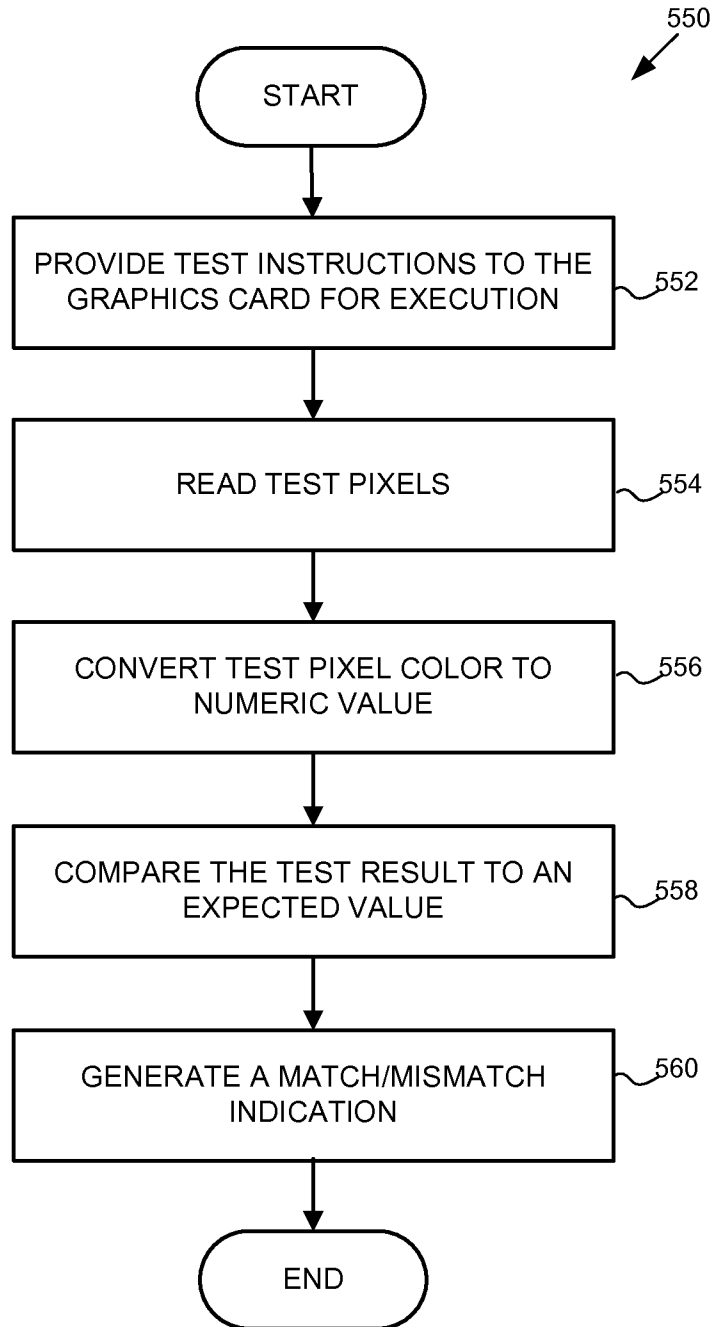 550
START
PROVIDE TEST INSTRUCTIONS TO THE
GRAPHICS CARD FOR EXECUTION
552
READ TEST PIXELS
554
CONVERT TEST PIXEL COLOR TO
NUMERIC VALUE
556
COMPARE THE TEST RESULT TO AN
EXPECTED VALUE
558
GENERATE A MATCH/MISMATCH
INDICATION
560
END